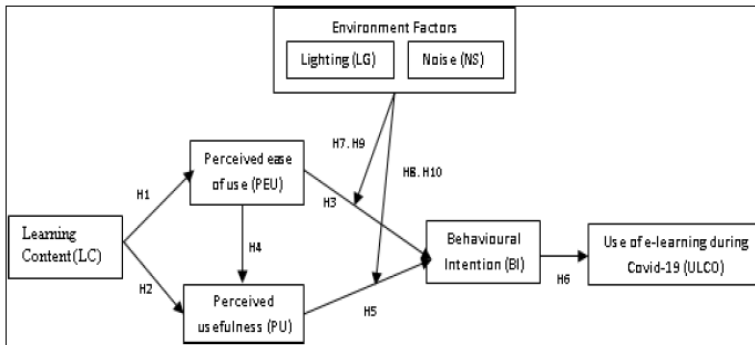 Environment Factors
Lighting (LG)
Noise (NS)
H7. H9
H8. H10
Perceived ease
of use (PEU)
H1
H3
Learning
Content(LC)
H4
Behavioural
Intention (BI)
Use of e-learning during
Covid-19 (ULCO)
H6
H2
Perceived
usefulness (PU)
H5